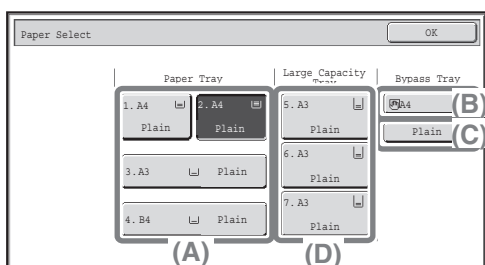 Paper Select
OK
Paper Tray
Large Capacity
Tray
Bypass Tray
1. A4
Plain
2. A4
Plain
3. A3
Plain
4. B4
Plain
(A)
5. A3
Plain
6. A3
Plain
7. A3
Plain
(D)
A4
(B)
Plain
(C)